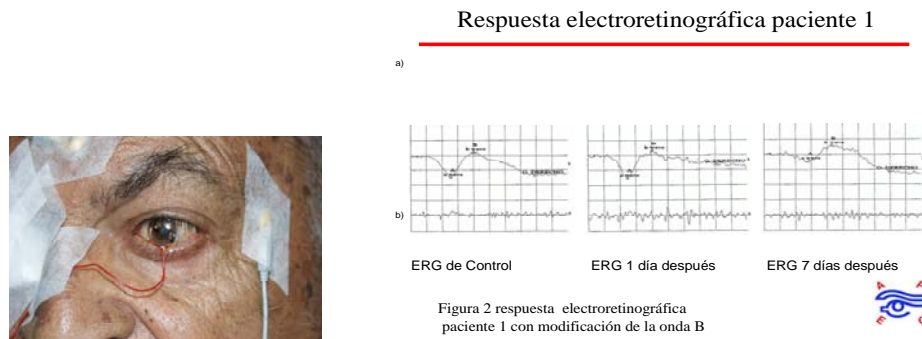 Respuesta electroretinográfica paciente 1
a)
b)
ERG de Control
ERG 1 día después
ERG 7 días después
Figura 2 respuesta electroretinográfica
paciente 1 con modificación de la onda B